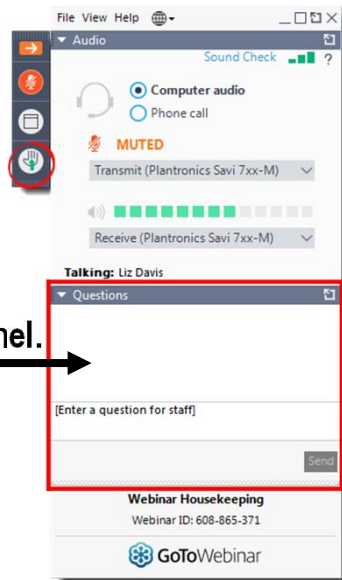 File View Help
Audio
Sound Check ?
Computer audio
Phone call
MUTED
Transmit (Plantronics Savi 7xx-M)
Receive (Plantronics Savi 7xx-M)
Talking: Liz Davis
Questions
nel.
[Enter a question for staff]
Send
Webinar Housekeeping
Webinar ID: 608-865-371
GoToWebinar